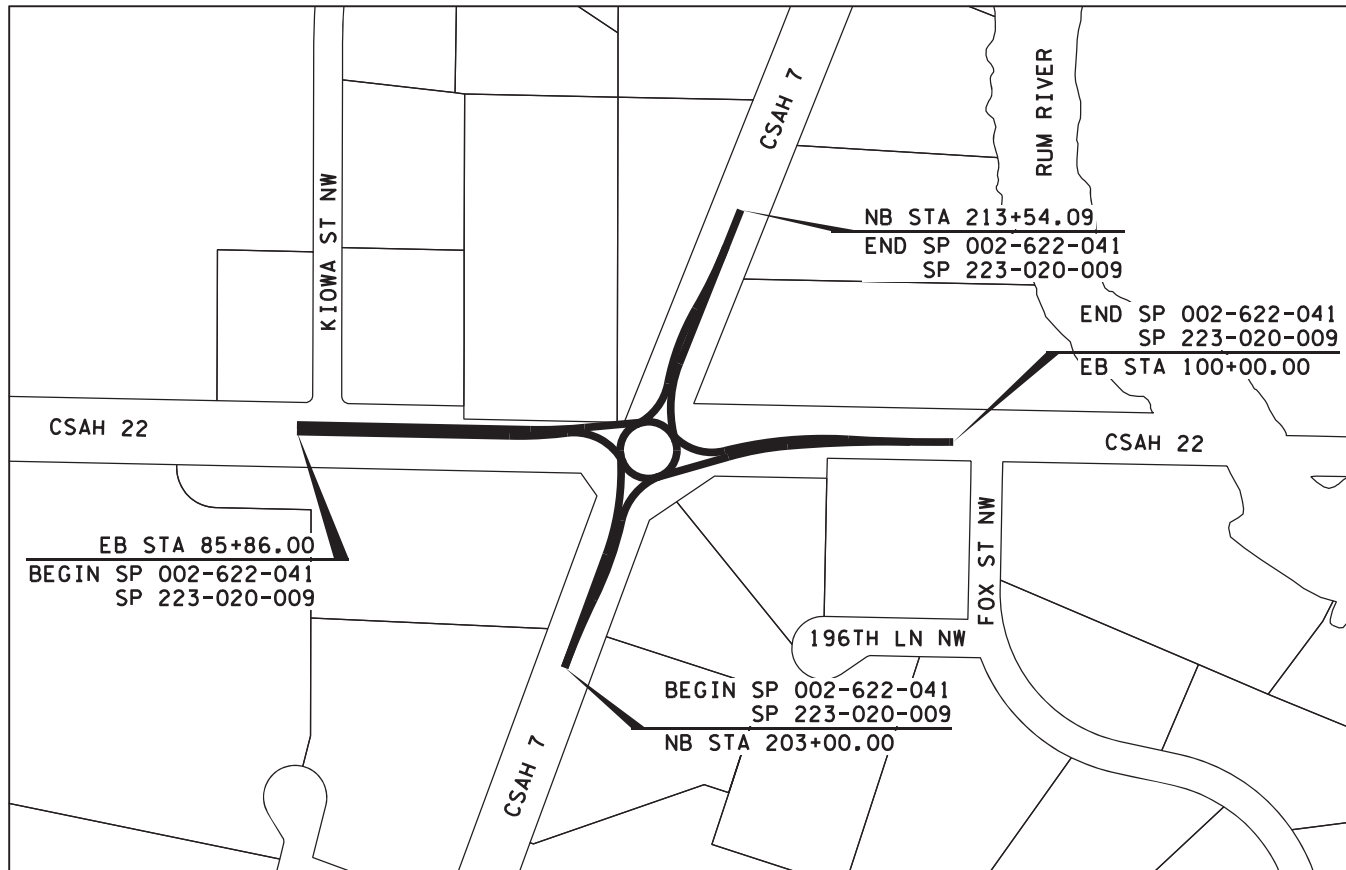 CSAH 7
RUM RIVER
KIOWA ST NW
NB STA 213+54.09
END SP 002-622-041
SP 223-020-009
END SP 002-622-041
SP 223-020-009
EB STA 100+00.00
CSAH 22
CSAH 22
EB STA 85+86.00
BEGIN SP 002-622-041
SP 223-020-009
FOX ST NW
196TH LN NW
BEGIN SP 002-622-041
SP 223-020-009
NB STA 203+00.00
CSAH 7